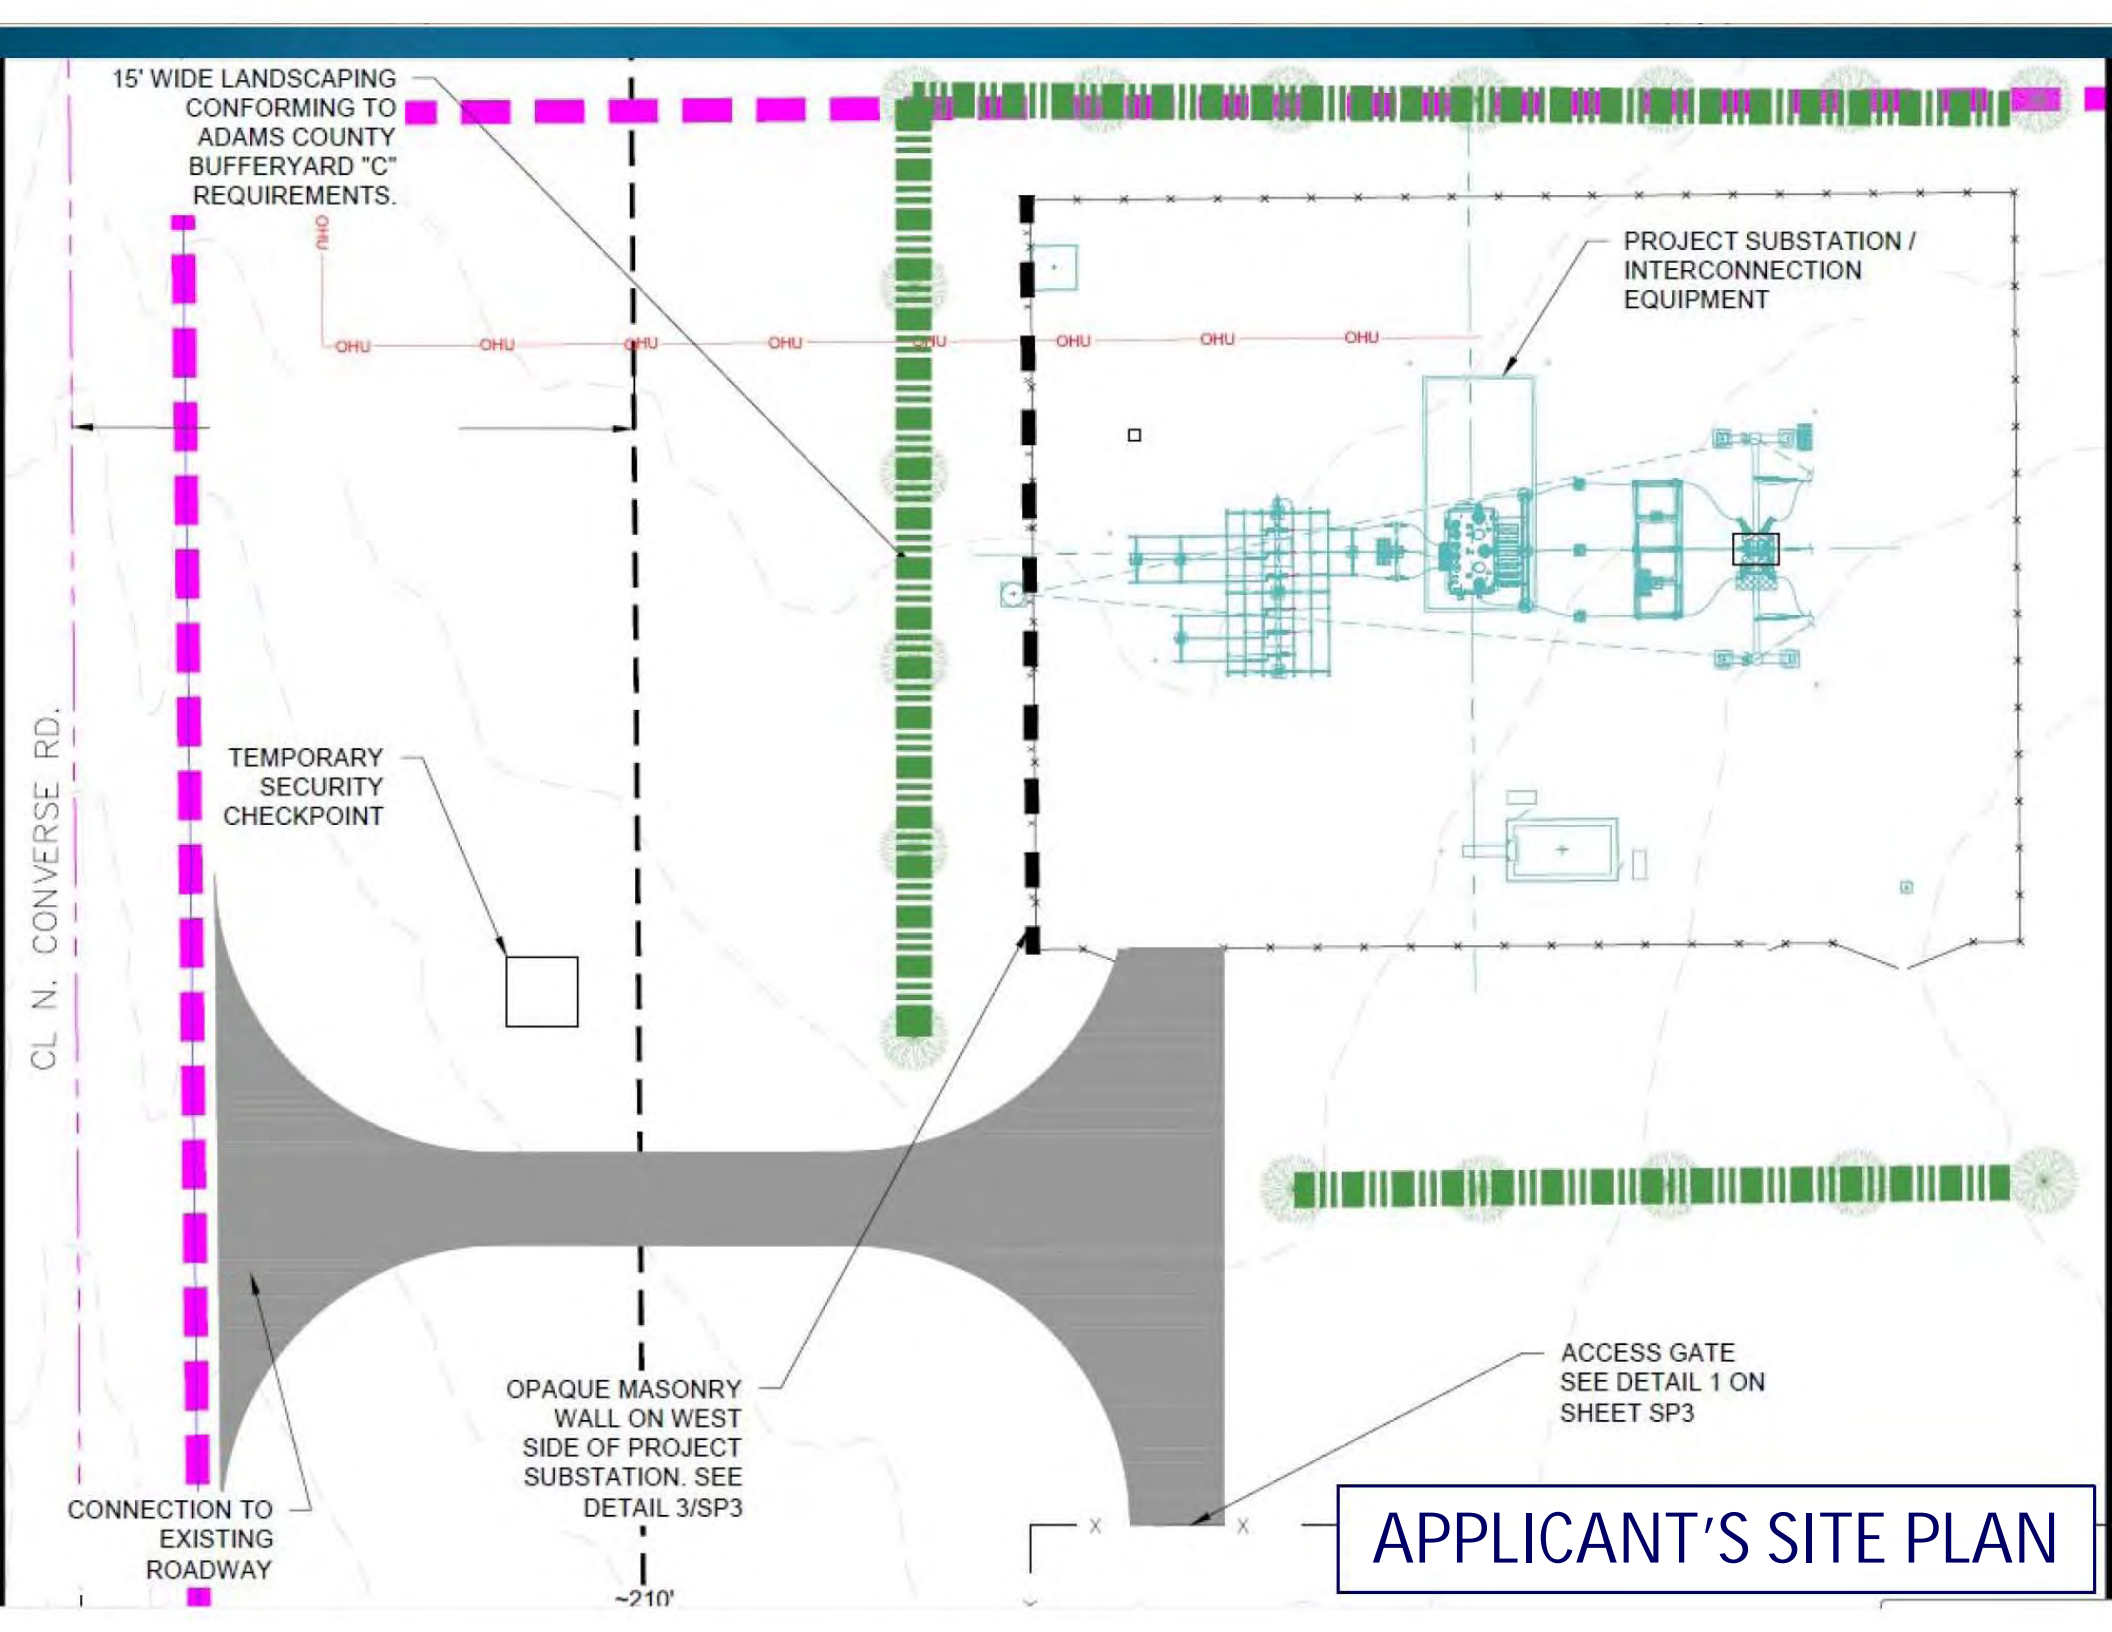 15' WIDE LANDSCAPING
CONFORMING TO
ADAMS COUNTY
BUFFERYARD "C"
REQUIREMENTS.
PROJECT SUBSTATION /
INTERCONNECTION
EQUIPMENT
OHU
OHU
OHU
OHU
OHU
OHU
OHU
OHU
OHU
CL N. CONVERSE RD.
TEMPORARY
SECURITY
CHECKPOINT
OPAQUE MASONRY
WALL ON WEST
SIDE OF PROJECT
SUBSTATION. SEE
DETAIL 3/SP3
ACCESS GATE
SEE DETAIL 1 ON
SHEET SP3
CONNECTION TO
EXISTING
ROADWAY
~210'
APPLICANT'S SITE PLAN